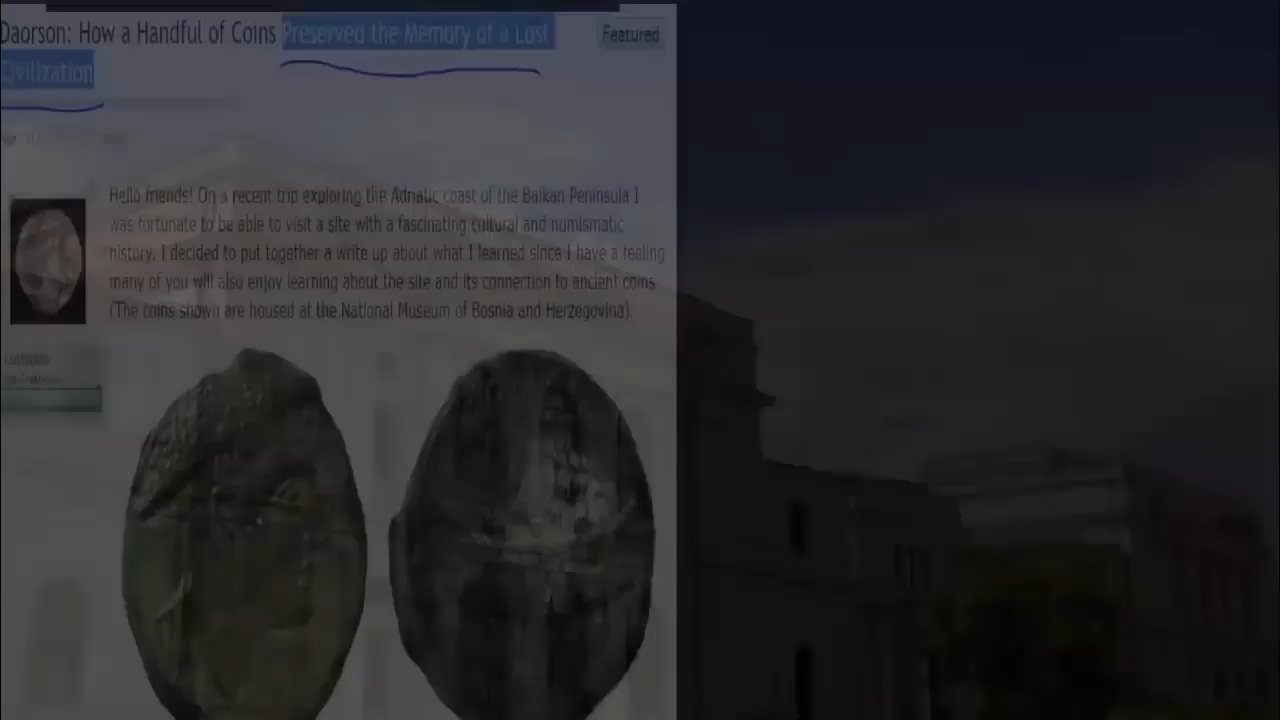 Daorson: How a Handful of Coins Preserved the Memory of a Lost
Featured
Civilization
Hello friends! On a recent trip exploring the Adriatic coast of the Balkan Peninsula I
was fortunate to be able to visit a site with a fascinating cultural and numismatic
history. I decided to put together a write up about what I learned since I have a feeling
many of you will also enjoy learning about the site and its connection to ancient coins
(The coins shown are housed at the National Museum of Bosnia and Herzegovina).